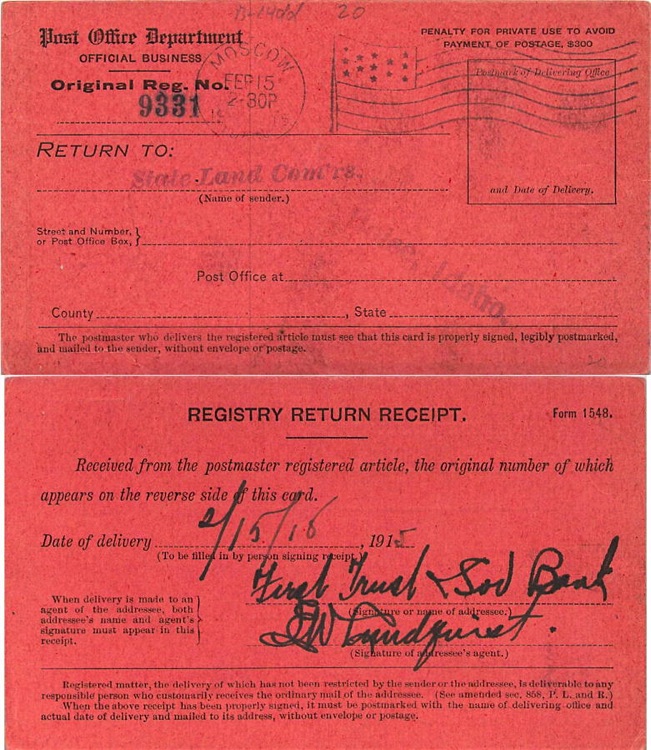 20
Post Office Department
OFFICIAL BUSINESS
PENALTY FOR PRIVATE USE TO AVOID
PAYMENT OF POSTAGE, $300
Original Reg. No.
9331
MOSCOW
FEB 15
2-30P
Postmark of Delivering Office
and Date of Delivery.
RETURN TO:
State Land Com'rs,
(Name of sender.)
Street and Number,
or Post Office Box,
Post Office at
Idaho.
County , State
The postmaster who delivers the registered article must see that this card is properly signed, legibly postmarked,
and mailed to the sender, without envelope or postage.
20
REGISTRY RETURN RECEIPT.
Form 1548.
Received from the postmaster registered article, the original number of which
appears on the reverse side of this card.
Date of delivery 2/15/16, 1915
(To be filled in by person signing receipt.)
First Trust & Sav Bank
(Signature or name of addressee.)
When delivery is made to an
agent of the addressee, both
addressee's name and agent's
signature must appear in this
receipt.
Lundquist.
(Signature of addressee's agent.)
Registered matter, the delivery of which has not been restricted by the sender or the addressee, is deliverable to any
responsible person who customarily receives the ordinary mail of the addressee. (See amended sec. 858, P. L. and R.)
When the above receipt has been properly signed, it must be postmarked with the name of delivering office and
actual date of delivery and mailed to its address, without envelope or postage.